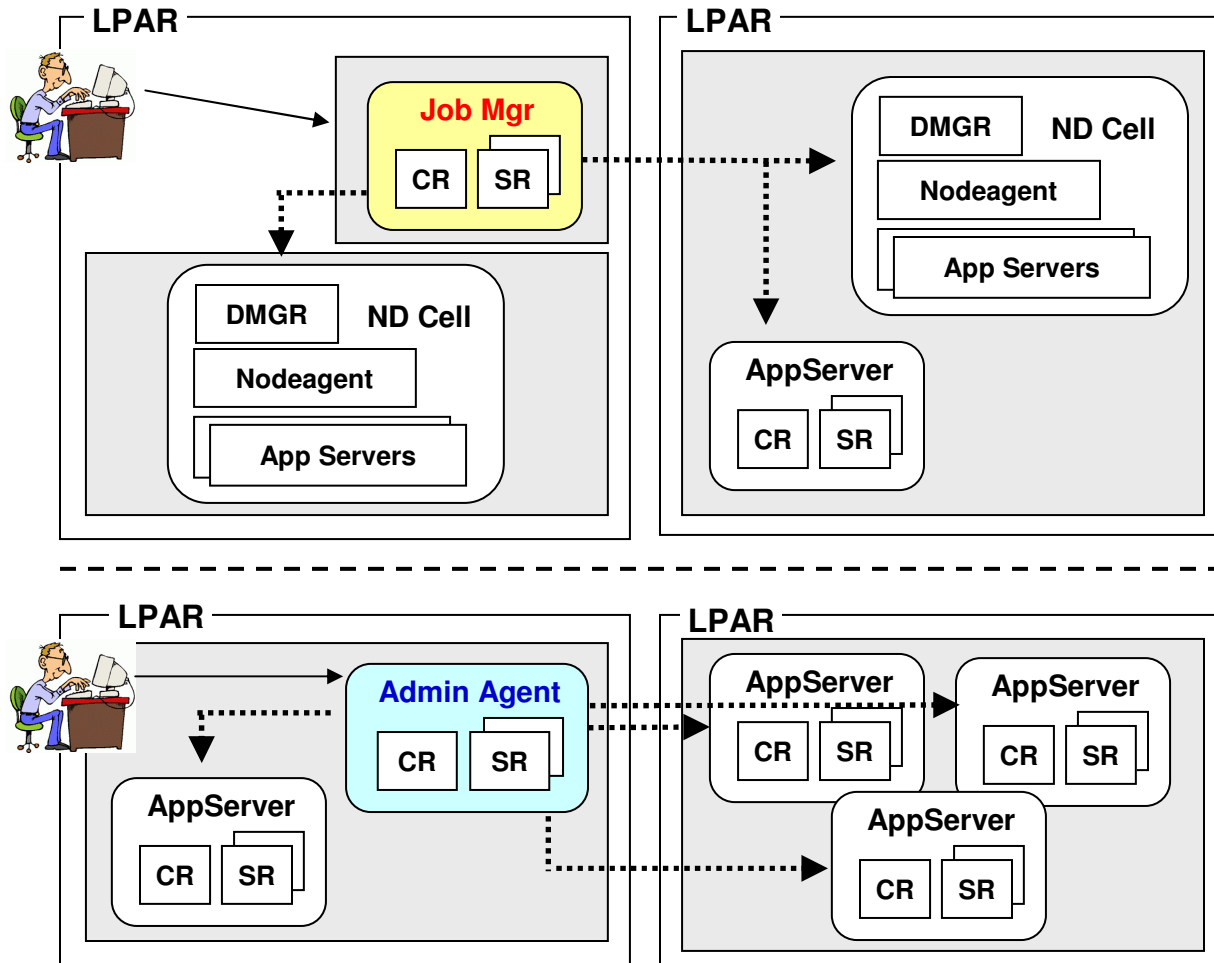 LPAR
Job Mgr
CR
SR
ND Cell
DMGR
Nodeagent
App Servers
LPAR
DMGR
ND Cell
Nodeagent
App Servers
AppServer
CR
SR
LPAR
Admin Agent
CR
SR
AppServer
CR
SR
LPAR
AppServer
CR
SR
AppServer
CR
SR
AppServer
CR
SR